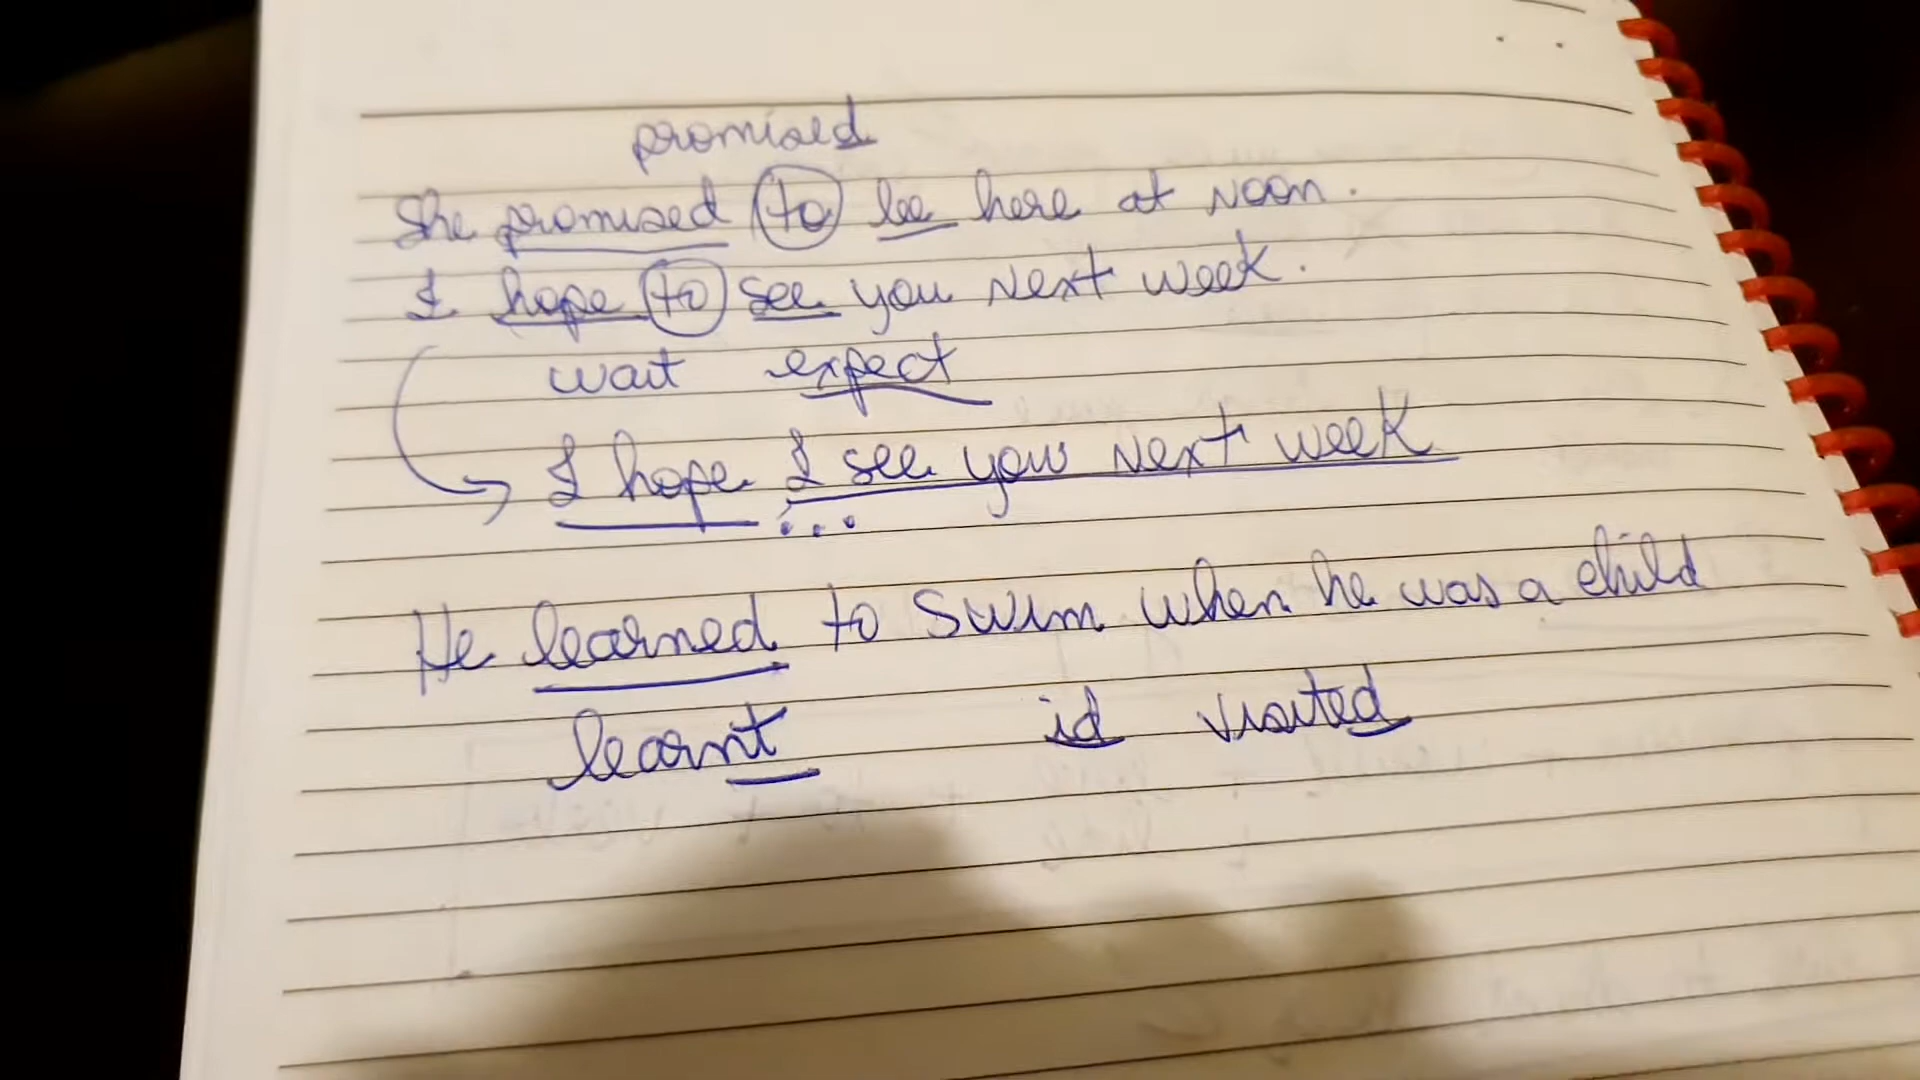 promised
She promised to be here at Noon.
I hope to see you Next week.
wait expect
I hope I see you Next week
He learned to swim when he was a child
learnt id visited